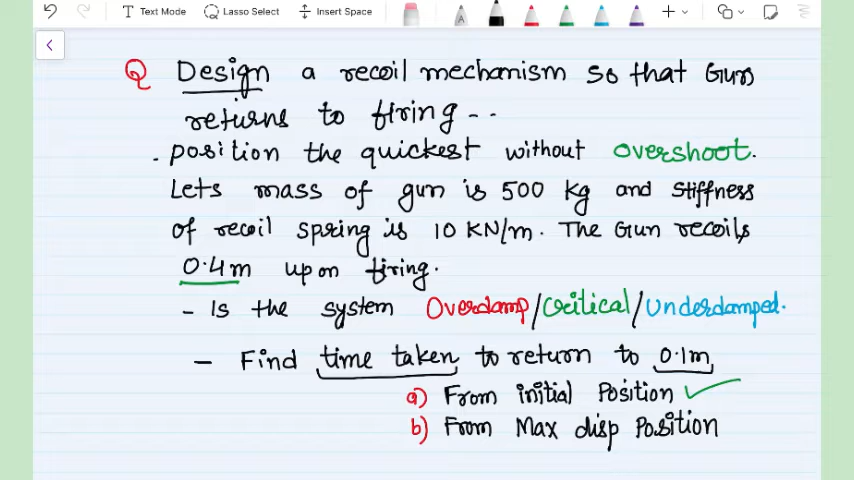 Text Mode Lasso Select Insert Space
Q Design a recoil mechanism so that Gun
returns to firing --
position the quickest without overshoot.
Lets mass of gun is 500 kg and stiffness
of recoil spring is 10 KN/m. The Gun recoils
0.4m upon firing.
- Is the system Overdamp/Critical/Underdamped.
- Find time taken to return to 0.1m
a) From initial Position
b) From Max disp Position